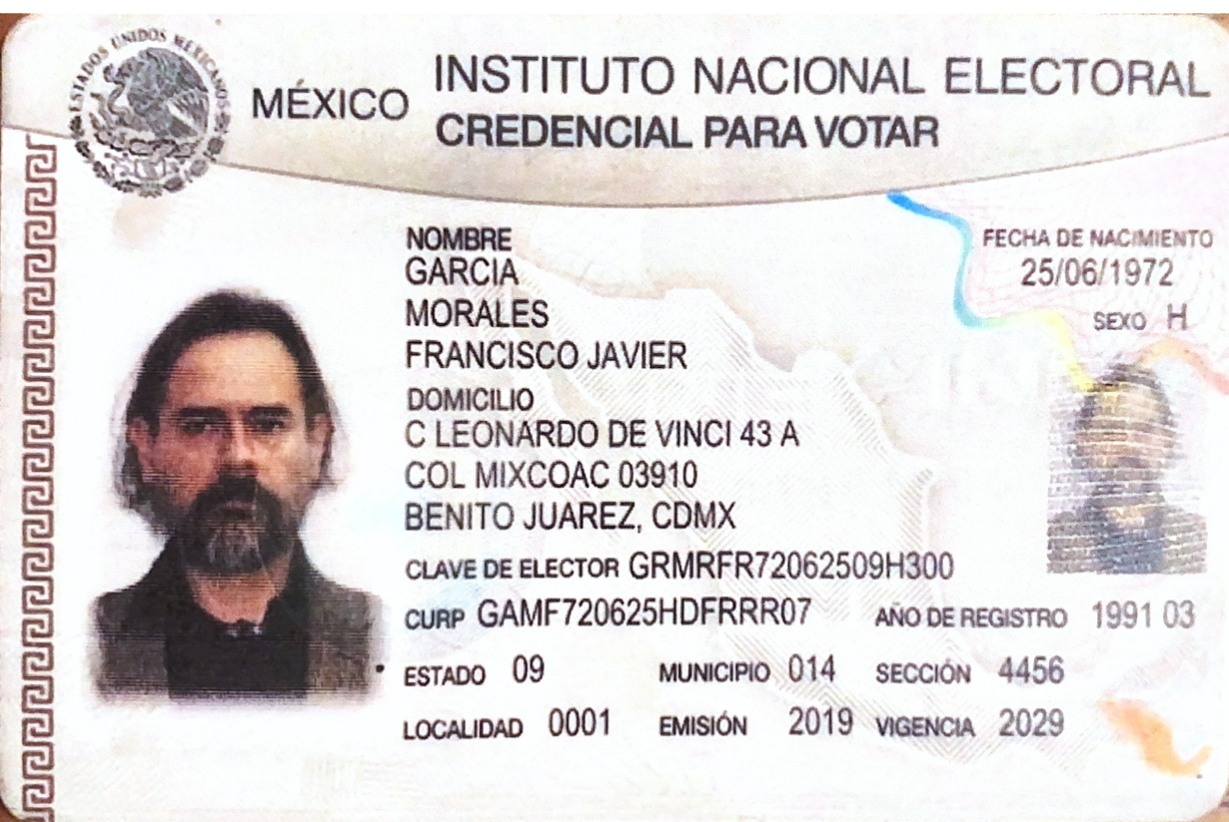 ESTADOS UNIDOS MEXICANOS
MÉXICO
INSTITUTO NACIONAL ELECTORAL
CREDENCIAL PARA VOTAR
NOMBRE
GARCIA
MORALES
FRANCISCO JAVIER
FECHA DE NACIMIENTO
25/06/1972
SEXO H
DOMICILIO
C LEONARDO DE VINCI 43 A
COL MIXCOAC 03910
BENITO JUAREZ, CDMX
CLAVE DE ELECTOR GRMRFR72062509H300
CURP GAMF720625HDFRRR07 AÑO DE REGISTRO 1991 03
ESTADO 09 MUNICIPIO 014 SECCIÓN 4456
LOCALIDAD 0001 EMISIÓN 2019 VIGENCIA 2029